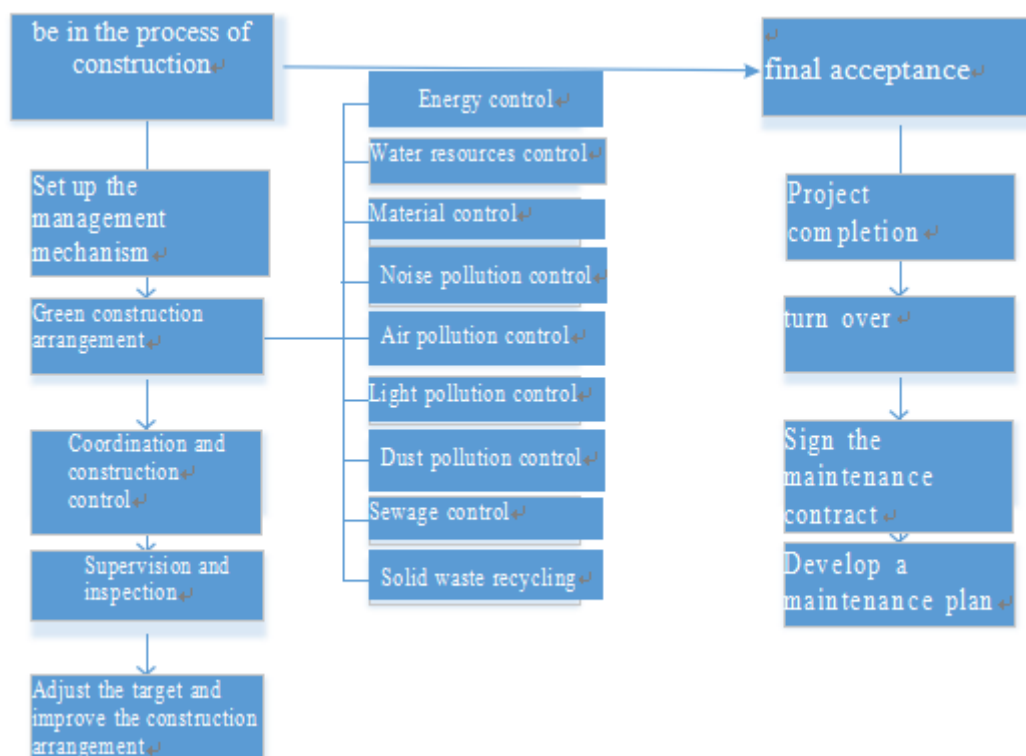 be in the process of
construction
Set up the
management
mechanism
Green construction
arrangement
Coordination and
construction
control
Supervision and
inspection
Adjust the target and
improve the construction
arrangement
Energy control
Water resources control
Material control
Noise pollution control
Air pollution control
Light pollution control
Dust pollution control
Sewage control
Solid waste recycling
final acceptance
Project
completion
turn over
Sign the
maintenance
contract
Develop a
maintenance plan